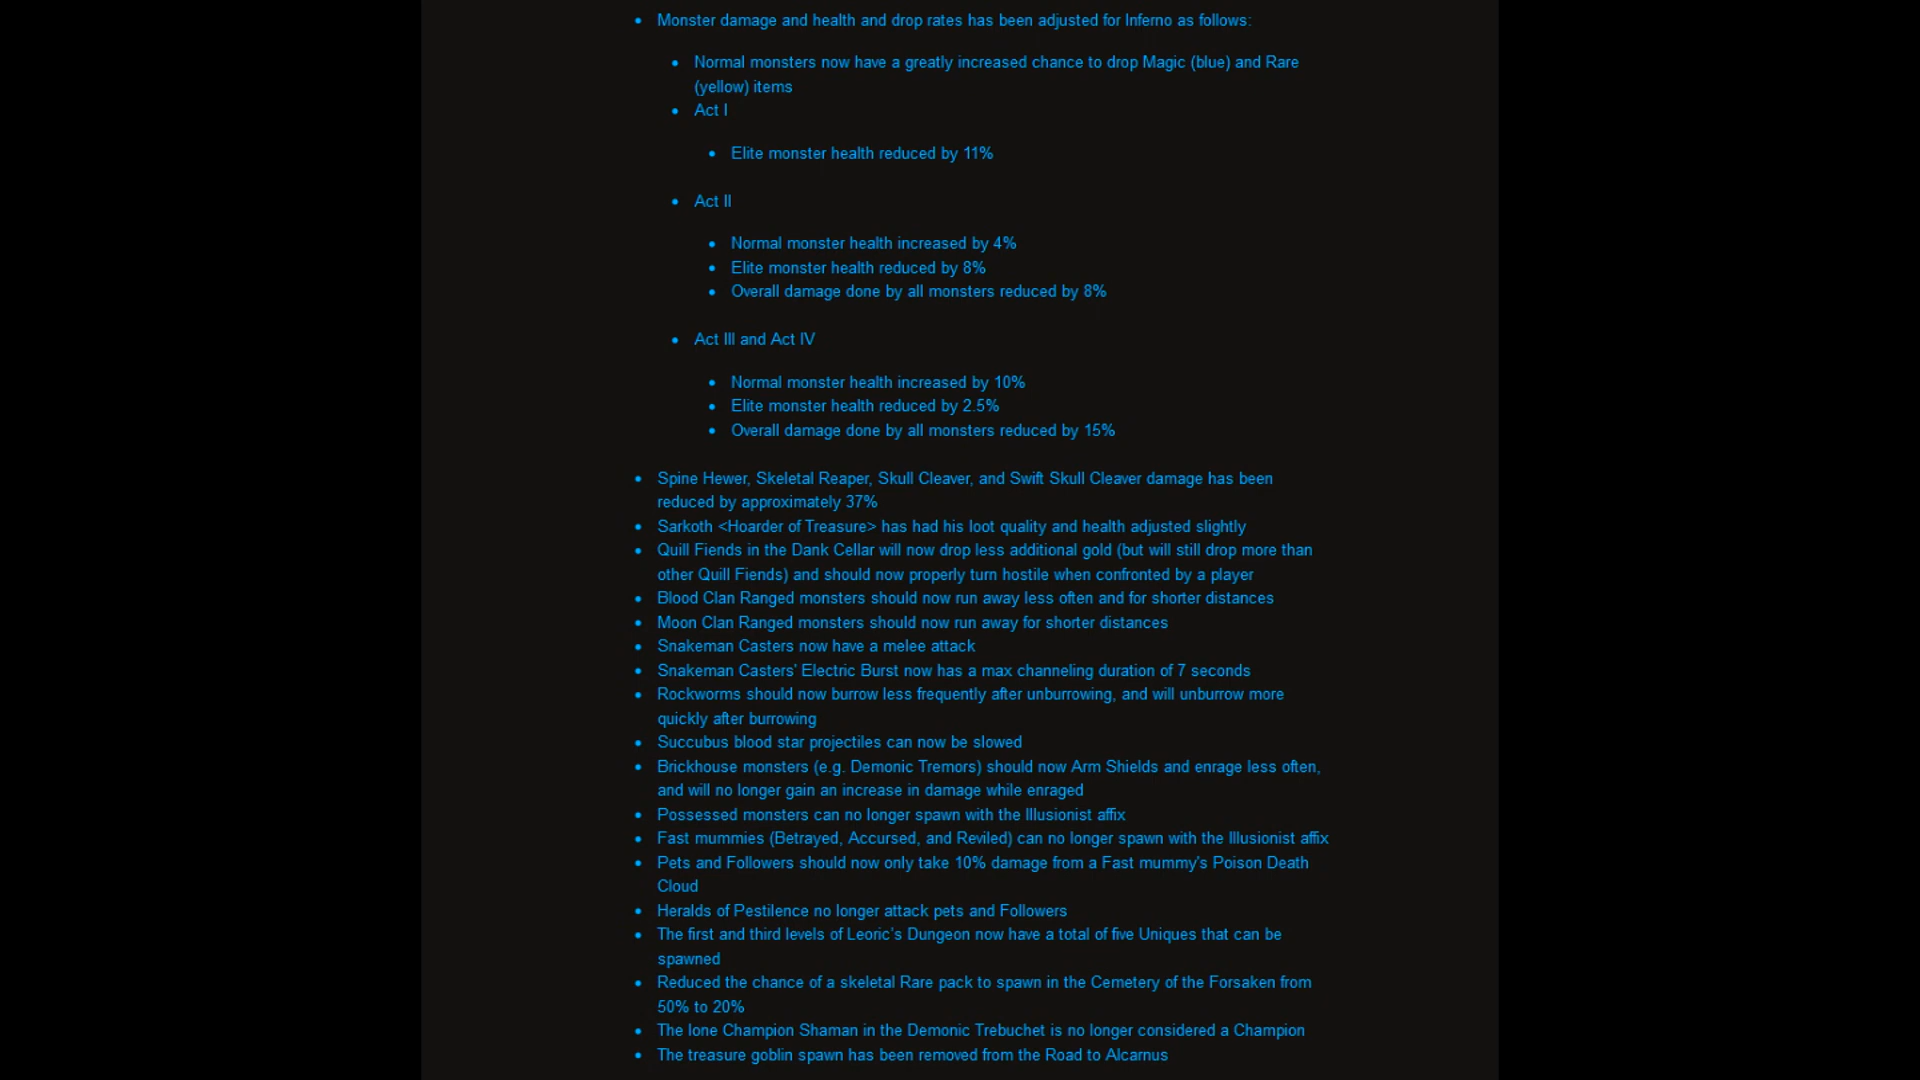 Monster damage and health and drop rates has been adjusted for Inferno as follows:
Normal monsters now have a greatly increased chance to drop Magic (blue) and Rare
(yellow) items
Act I
Elite monster health reduced by 11%
Act II
Normal monster health increased by 4%
Elite monster health reduced by 8%
Overall damage done by all monsters reduced by 8%
Act III and Act IV
Normal monster health increased by 10%
Elite monster health reduced by 2.5%
Overall damage done by all monsters reduced by 15%
Spine Hewer, Skeletal Reaper, Skull Cleaver, and Swift Skull Cleaver damage has been
reduced by approximately 37%
Sarkoth <Hoarder of Treasure> has had his loot quality and health adjusted slightly
Quill Fiends in the Dank Cellar will now drop less additional gold (but will still drop more than
other Quill Fiends) and should now properly turn hostile when confronted by a player
Blood Clan Ranged monsters should now run away less often and for shorter distances
Moon Clan Ranged monsters should now run away for shorter distances
Snakeman Casters now have a melee attack
Snakeman Casters' Electric Burst now has a max channeling duration of 7 seconds
Rockworms should now burrow less frequently after unburrowing, and will unburrow more
quickly after burrowing
Succubus blood star projectiles can now be slowed
Brickhouse monsters (e.g. Demonic Tremors) should now Arm Shields and enrage less often,
and will no longer gain an increase in damage while enraged
Possessed monsters can no longer spawn with the Illusionist affix
Fast mummies (Betrayed, Accursed, and Reviled) can no longer spawn with the Illusionist affix
Pets and Followers should now only take 10% damage from a Fast mummy's Poison Death
Cloud
Heralds of Pestilence no longer attack pets and Followers
The first and third levels of Leoric's Dungeon now have a total of five Uniques that can be
spawned
Reduced the chance of a skeletal Rare pack to spawn in the Cemetery of the Forsaken from
50% to 20%
The lone Champion Shaman in the Demonic Trebuchet is no longer considered a Champion
The treasure goblin spawn has been removed from the Road to Alcarnus